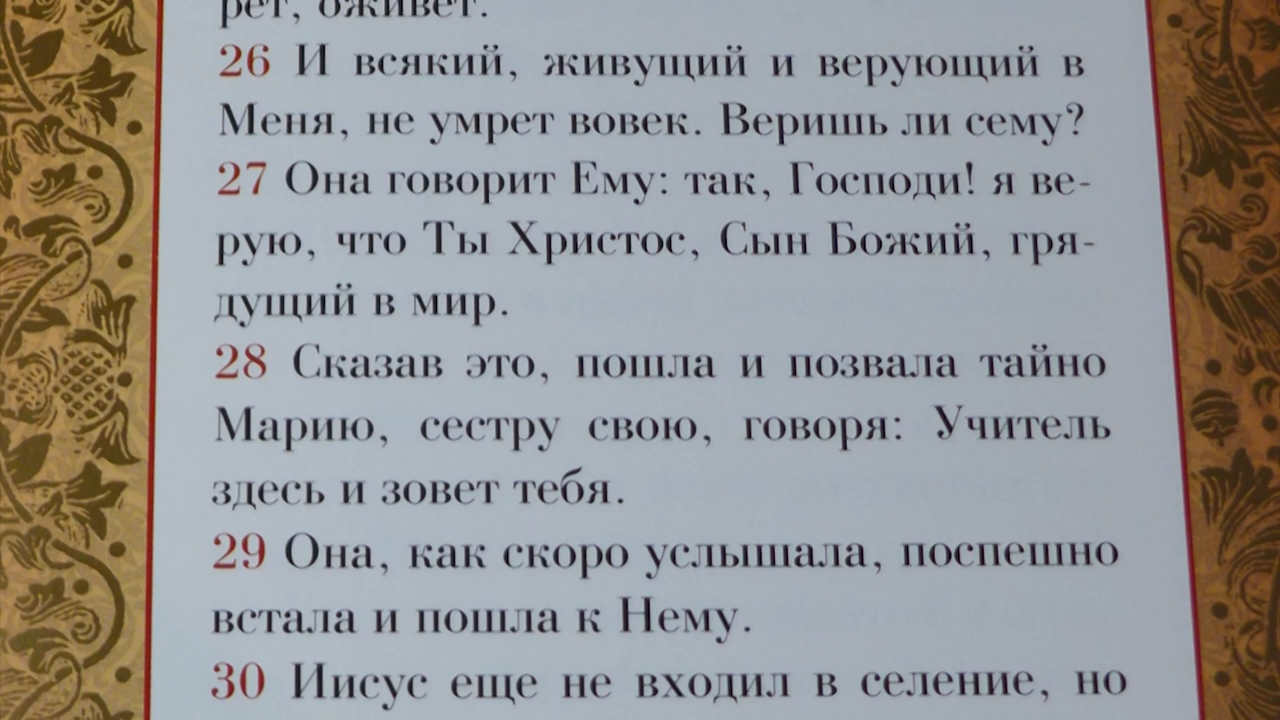 рет, оживет.
26 И всякий, живущий и верующий в
Меня, не умрет вовек. Веришь ли сему?
27 Она говорит Ему: так, Господи! я ве-
рую, что Ты Христос, Сын Божий, гря-
дущий в мир.
28 Сказав это, пошла и позвала тайно
Марию, сестру свою, говоря: Учитель
здесь и зовет тебя.
29 Она, как скоро услышала, поспешно
встала и пошла к Нему.
30 Иисус еще не входил в селение, но